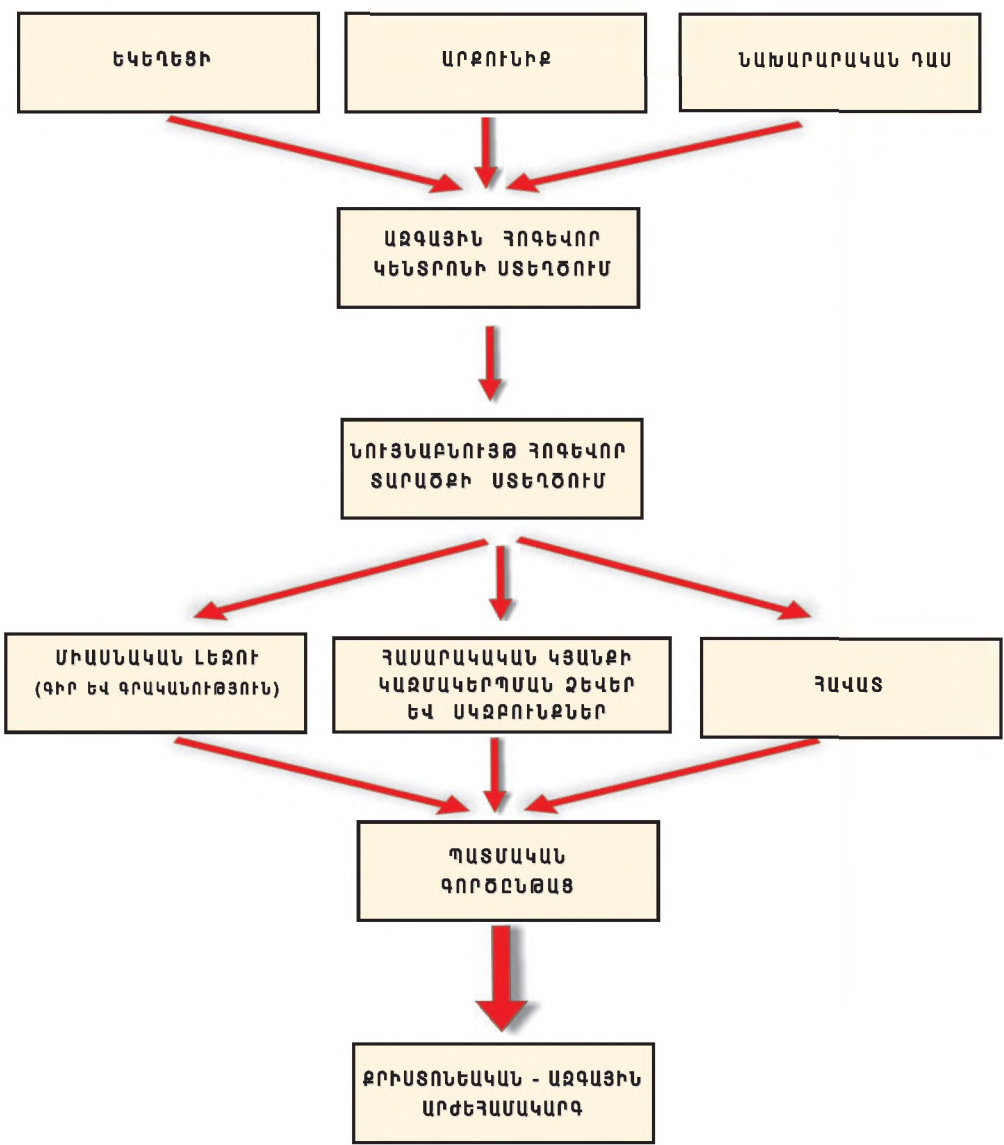 ԵԿԵՂԵՑԻ
ԱՐՔՈՒՆԻՔ
ՆԱԽԱՐԱՐԱԿԱՆ ԴԱՍ
ԱԶԳԱՅԻՆ ՀՈԳԵՎՈՐ
ԿԵՆՏՐՈՆԻ ՍՏԵՂԾՈՒՄ
ՆՈՒՅՆԱԲՆՈՒՅԹ ՀՈԳԵՎՈՐ
ՏԱՐԱԾՔԻ ՍՏԵՂԾՈՒՄ
ՄԻԱՍՆԱԿԱՆ ԼԵԶՈՒ
(ԳԻՐ ԵՎ ԳՐԱԿԱՆՈՒԹՅՈՒՆ)
ՀԱՍԱՐԱԿԱԿԱՆ ԿՅԱՆՔԻ
ԿԱԶՄԱԿԵՐՊՄԱՆ ՁԵՎԵՐ
ԵՎ ՍԿԶԲՈՒՆՔՆԵՐ
ՀԱՎԱՏ
ՊԱՏՄԱԿԱՆ
ԳՈՐԾԸՆԹԱՑ
ՔՐԻՍՏՈՆԵԱԿԱՆ - ԱԶԳԱՅԻՆ
ԱՐԺԵՀԱՄԱԿԱՐԳ